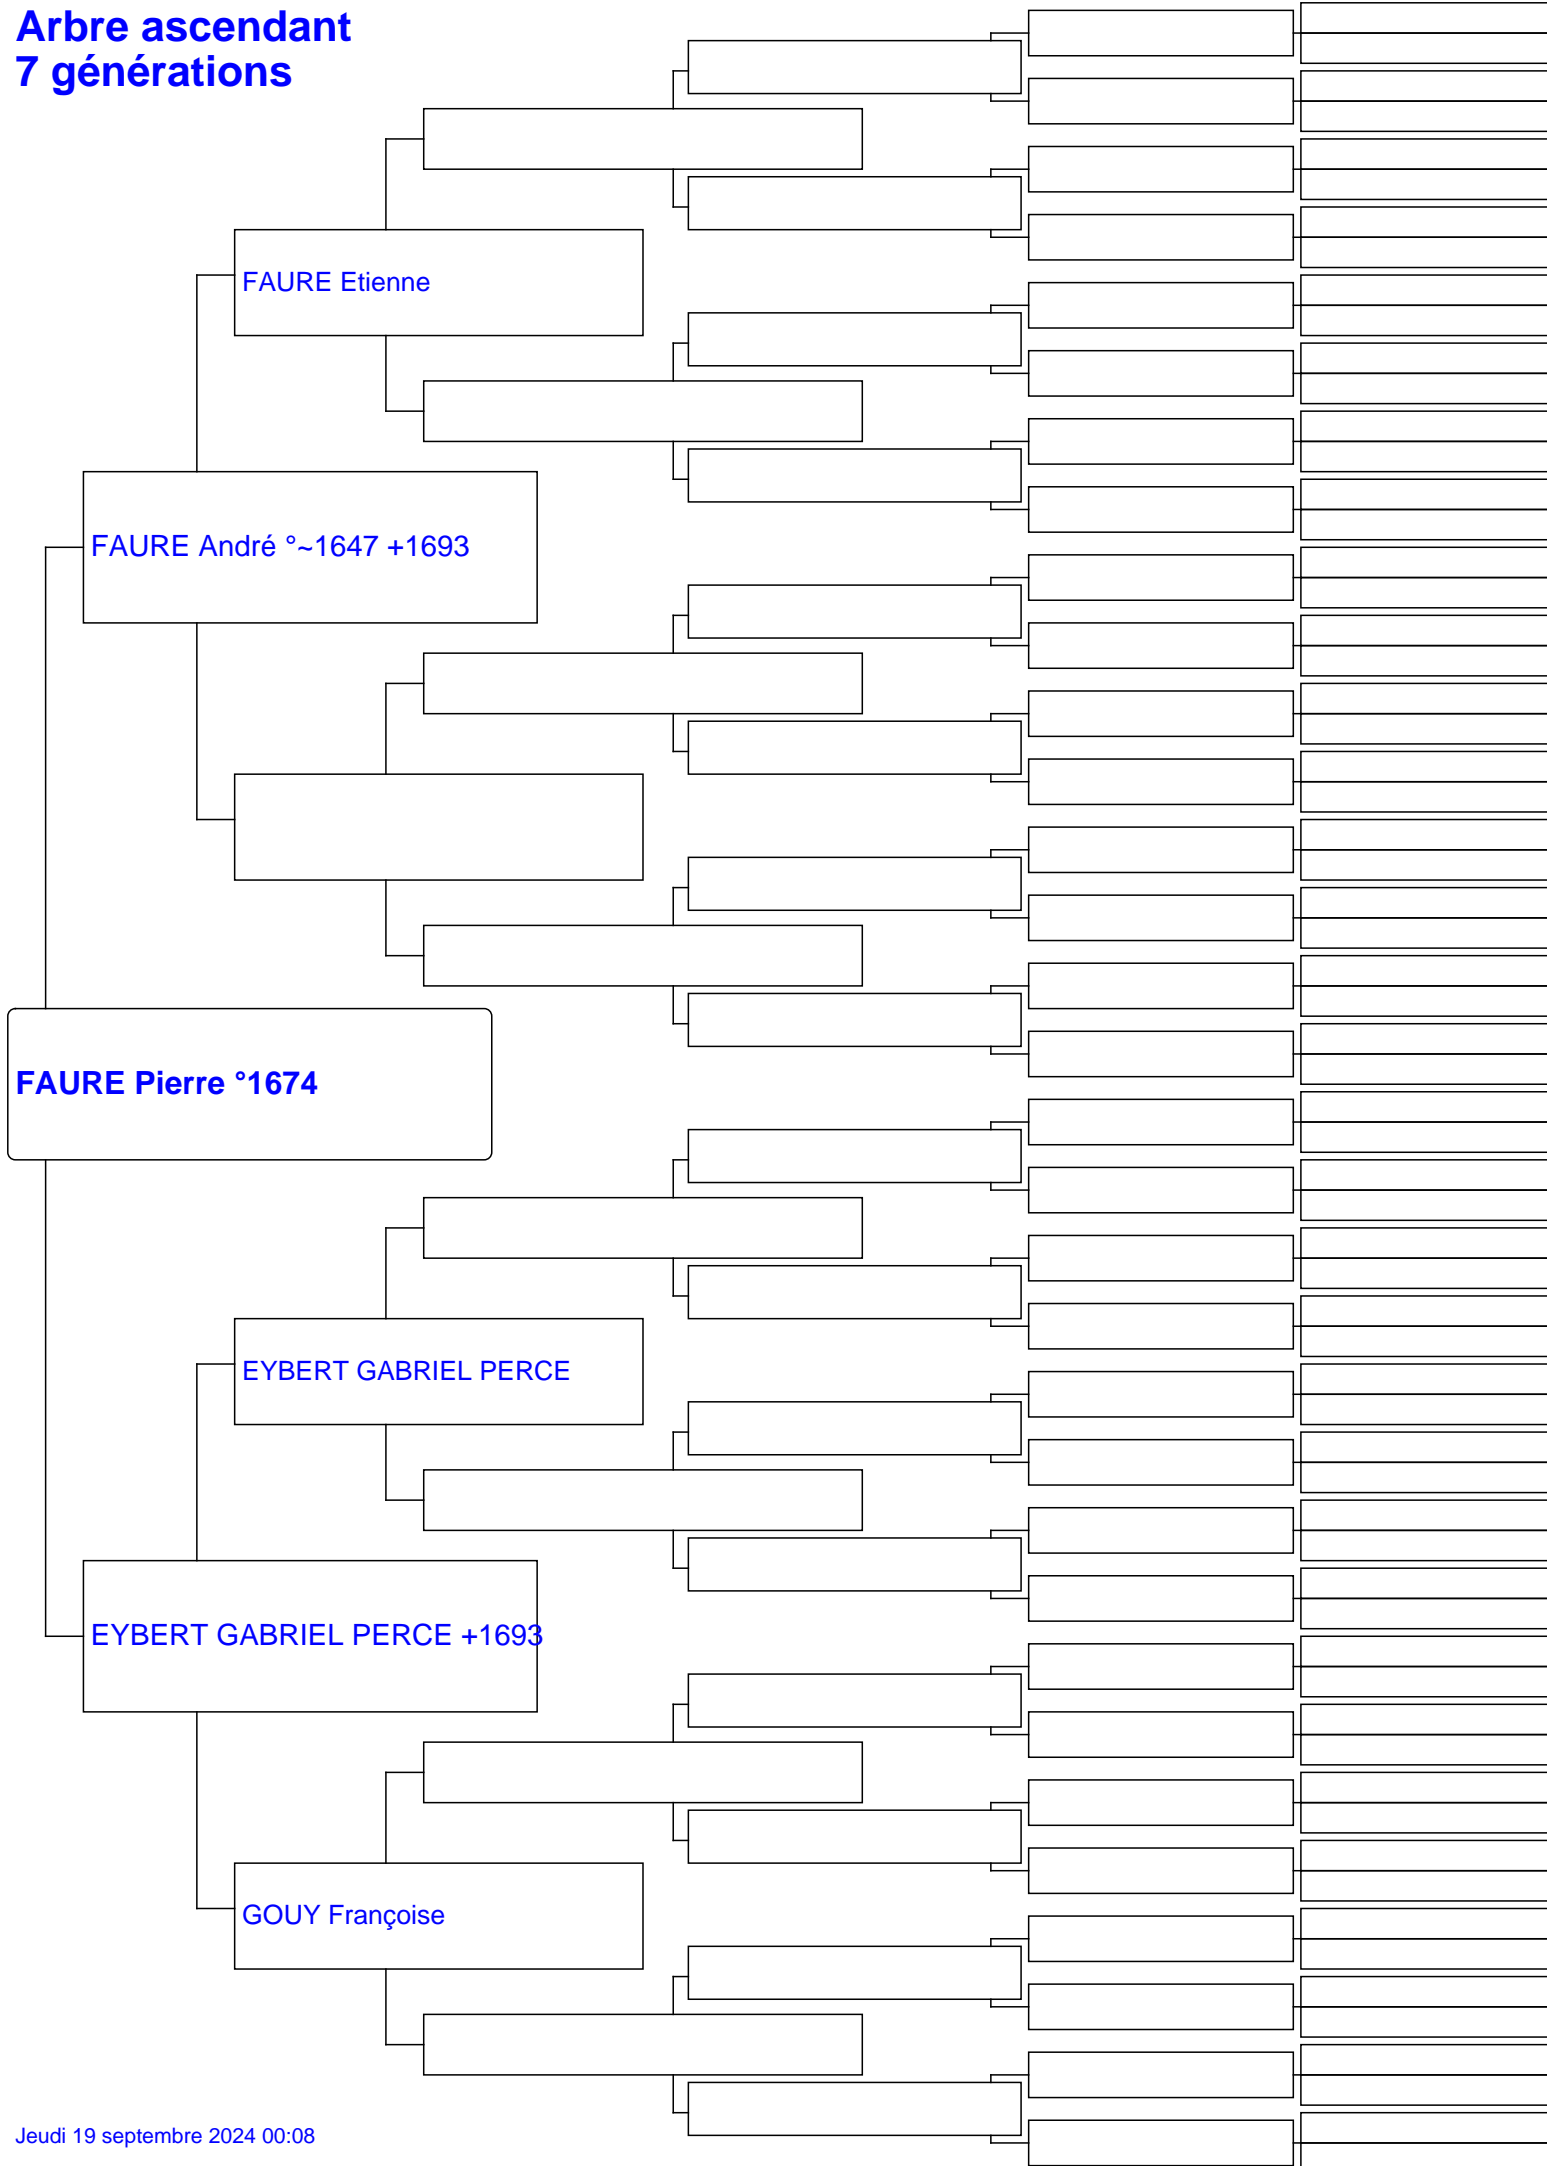 Arbre ascendant
7 générations
FAURE Etienne
FAURE André °~1647 +1693
FAURE Pierre °1674
EYBERT GABRIEL PERCE
EYBERT GABRIEL PERCE +1693
GOUY Françoise
Jeudi 19 septembre 2024 00:08